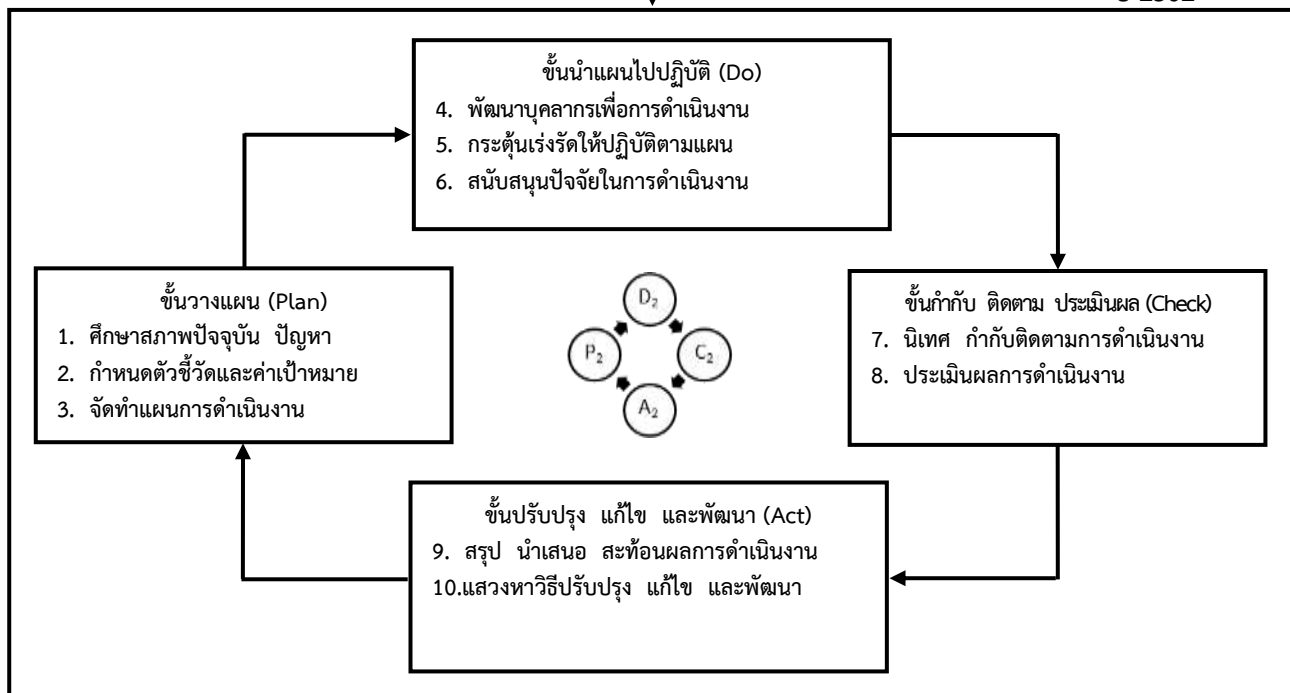 ขั้นนำแผนไปปฏิบัติ (Do)
4. พัฒนาบุคลากรเพื่อการดำเนินงาน
5. กระตุ้นเร่งรัดให้ปฏิบัติตามแผน
6. สนับสนุนปัจจัยในการดำเนินงาน
ขั้นวางแผน (Plan)
1. ศึกษาสภาพปัจจุบัน ปัญหา
2. กำหนดตัวชี้วัดและค่าเป้าหมาย
3. จัดทำแผนการดำเนินงาน
D2
P2
C2
A2
ขั้นกำกับ ติดตาม ประเมินผล (Check)
7. นิเทศ กำกับติดตามการดำเนินงาน
8. ประเมินผลการดำเนินงาน
ขั้นปรับปรุง แก้ไข และพัฒนา (Act)
9. สรุป นำเสนอ สะท้อนผลการดำเนินงาน
10.แสวงหาวิธีปรับปรุง แก้ไข และพัฒนา